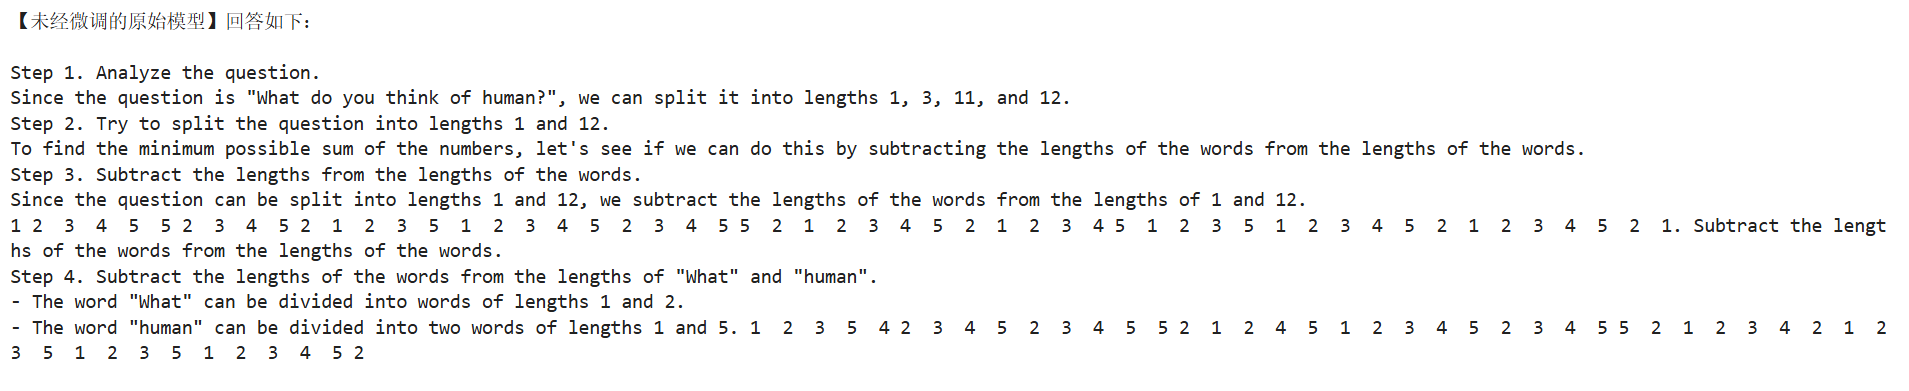 【未经微调的原始模型】回答如下:
Step 1. Analyze the question.
Since the question is "What do you think of human?", we can split it into lengths 1, 3, 11, and 12.
Step 2. Try to split the question into lengths 1 and 12.
To find the minimum possible sum of the numbers, let's see if we can do this by subtracting the lengths of the words from the lengths of the words.
Step 3. Subtract the lengths from the lengths of the words.
Since the question can be split into lengths 1 and 12, we subtract the lengths of the words from the lengths of 1 and 12.
1 2  3  4  5  5 2  3  4  5 2  1  2  3  5  1  2  3  4  5  2  3  4  5 5  2  1  2  3  4  5  2  1  2  3  4 5  1  2  3  5  1  2  3  4  5  2  1  2  3  4  5  2  1. Subtract the lengt
hs of the words from the lengths of the words.
Step 4. Subtract the lengths of the words from the lengths of "What" and "human".
- The word "What" can be divided into words of lengths 1 and 2.
- The word "human" can be divided into two words of lengths 1 and 5. 1  2  3  5  4 2  3  4  5  2  3  4  5  5 2  1  2  4  5  1  2  3  4  5  2  3  4  5 5  2  1  2  3  4  2  1  2
3  5  1  2  3  5  1  2  3  4  5 2